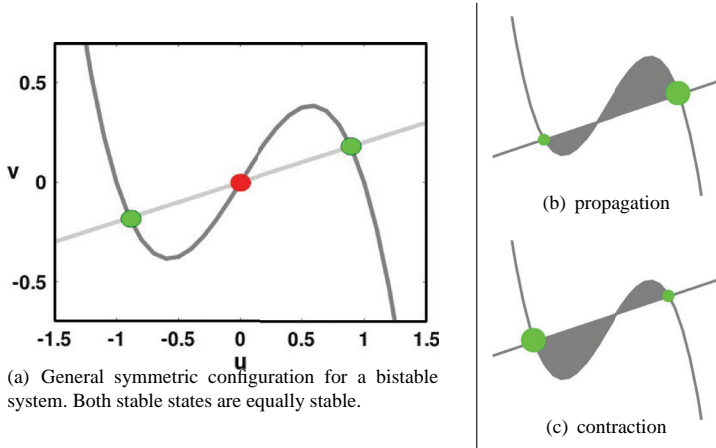 0.5
v 0
-0.5
-1.5 -1 -0.5 0 0.5 1 1.5
u
(a) General symmetric configuration for a bistable
system. Both stable states are equally stable.
(b) propagation
(c) contraction